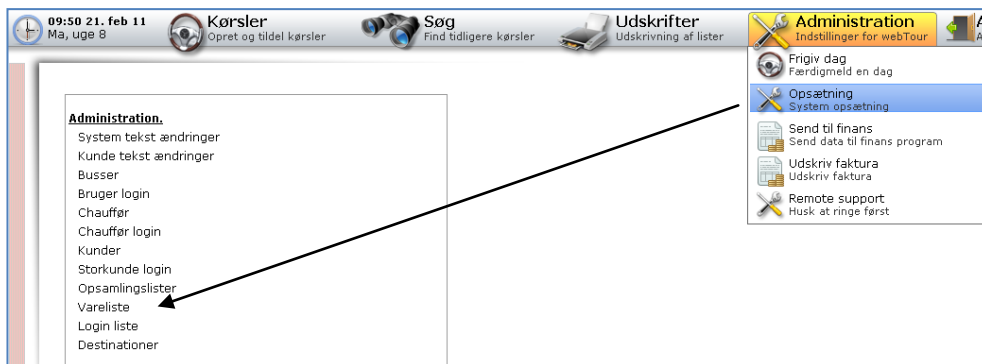 09:50 21. feb 11
Ma, uge 8
Kørsler
Opret og tildel kørsler
Søg
Find tidligere kørsler
Udskrifter
Udskrivning af lister
Administration
Indstillinger for webTour
A
A
Frigiv dag
Færdigmeld en dag
Opsætning
System opsætning
Send til finans
Send data til finans program
Udskriv faktura
Udskriv faktura
Remote support
Husk at ringe først
Administration.
System tekst ændringer
Kunde tekst ændringer
Busser
Bruger login
Chauffør
Chauffør login
Kunder
Storkunde login
Opsamlingslister
Vareliste
Login liste
Destinationer